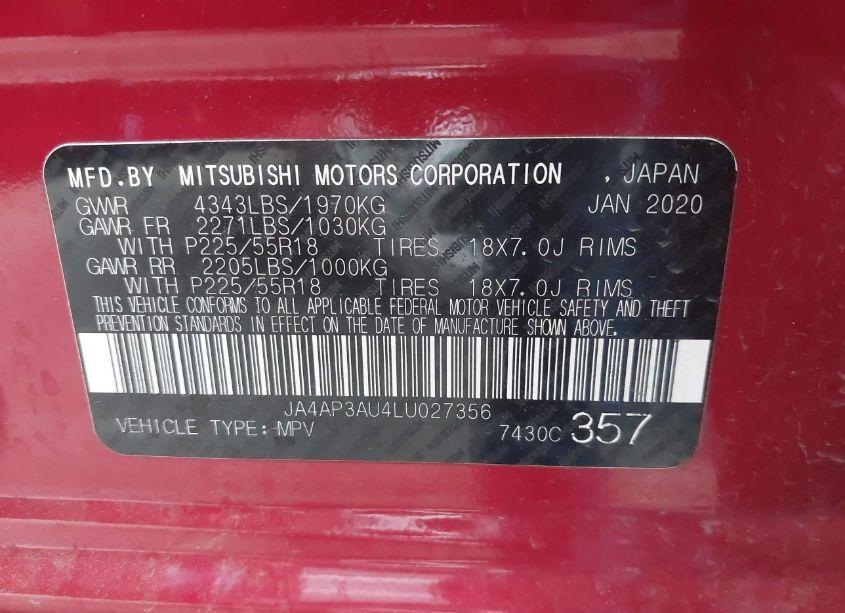 MFD.BY MITSUBISHI MOTORS CORPORATION , JAPAN
GVWR 4343LBS/1970KG JAN 2020
GAWR FR 2271LBS/1030KG
WITH P225/55R18 TIRES 18X7.0J RIMS
GAWR RR 2205LBS/1000KG
WITH P225/55R18 TIRES 18X7.0J RIMS
THIS VEHICLE CONFORMS TO ALL APPLICABLE FEDERAL MOTOR VEHICLE SAFETY AND THEFT
PREVENTION STANDARDS IN EFFECT ON THE DATE OF MANUFACTURE SHOWN ABOVE.
JA4AP3AU4LU027356
VEHICLE TYPE: MPV 7430C 357